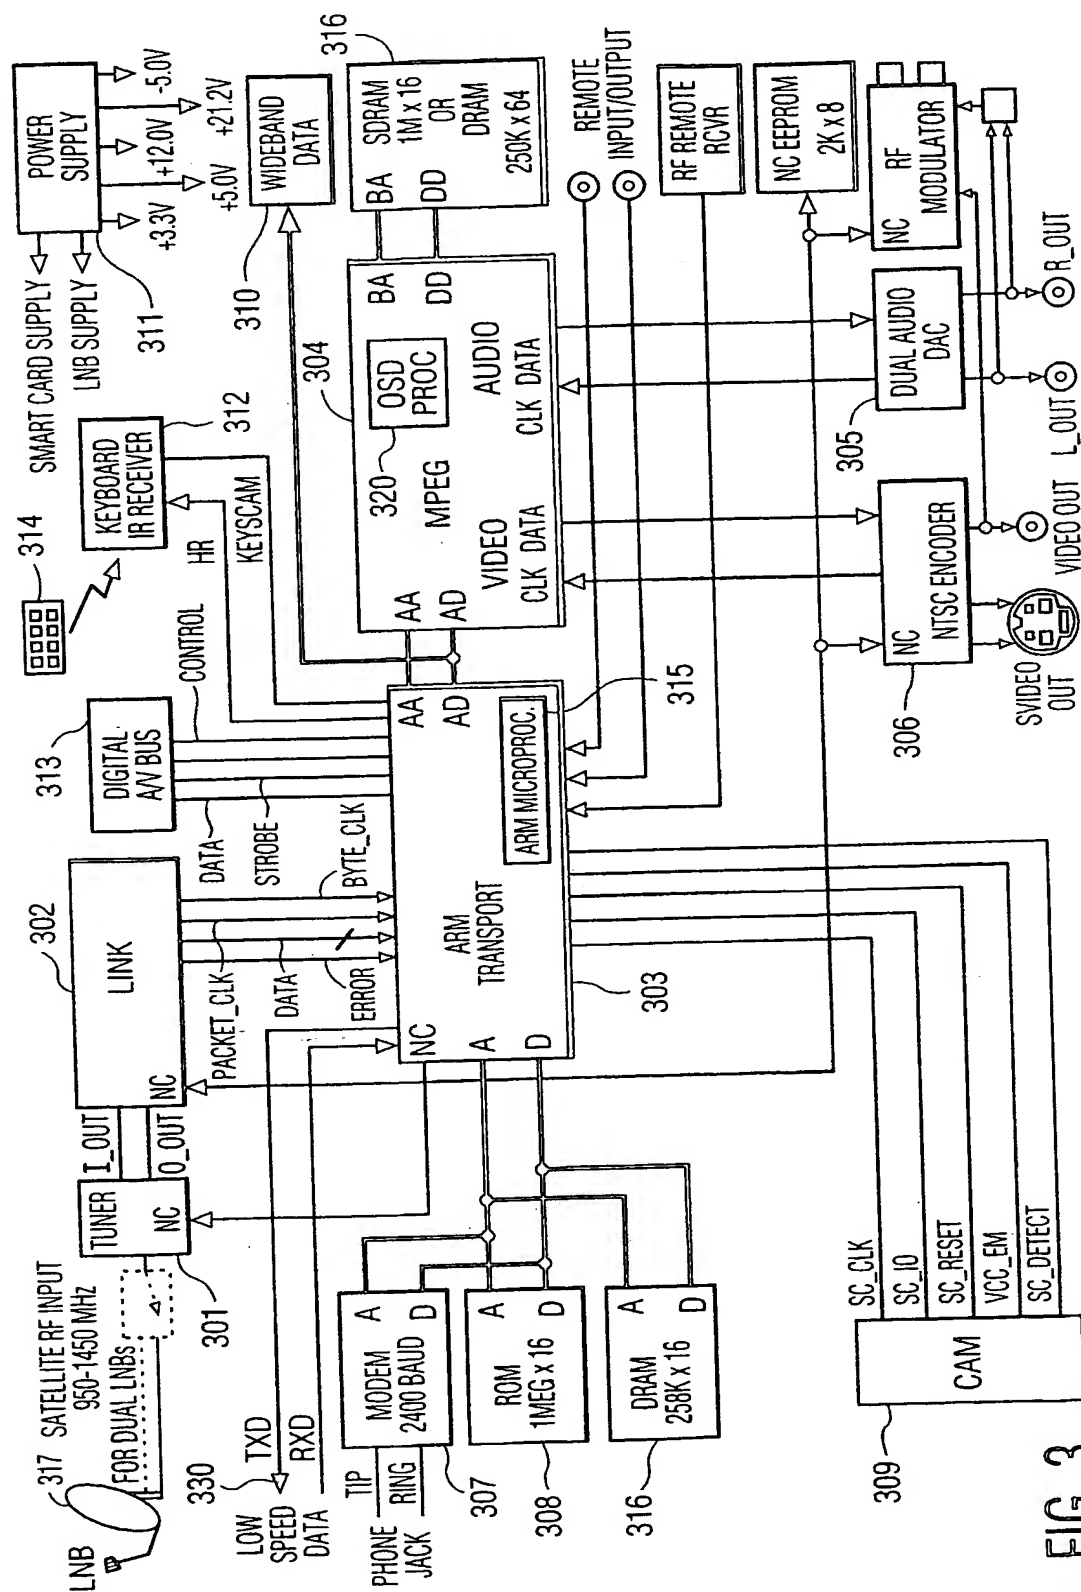 317
SATELLITE RF INPUT
950-1450 MHz
LNB
FOR DUAL LNBs
301
TUNER
NC
I_OUT
Q_OUT
302
LINK
NC
PACKET_CLK
DATA
ERROR
BYTE_CLK
313
DIGITAL
A/V BUS
DATA
STROBE
CONTROL
314
KEYBOARD
IR RECEIVER
312
HR
KEYSCAM
SMART CARD SUPPLY
LNB SUPPLY
311
POWER
SUPPLY
+3.3V
+5.0V
+12.0V
+21.2V
-5.0V
310
WIDEBAND
DATA
316
SDRAM
1M x 16
OR
DRAM
250K x 64
BA
DD
304
BA
DD
320
OSD
PROC
MPEG
AA
AD
VIDEO
CLK DATA
AUDIO
CLK DATA
330
LOW
SPEED
DATA
TXD
RXD
NC
A
D
ARM
TRANSPORT
AA
AD
ARM MICROPROC.
315
303
REMOTE
INPUT/OUTPUT
RF REMOTE
RCVR
NC EEPROM
2K x 8
PHONE
JACK
TIP
RING
MODEM
2400 BAUD
A
D
307
ROM
1MEG x 16
A
D
308
DRAM
258K x 16
A
D
316
306
NC
NTSC ENCODER
305
DUAL AUDIO
DAC
NC
RF
MODULATOR
SVIDEO
OUT
VIDEO OUT
L_OUT
R_OUT
309
CAM
SC_CLK
SC_IO
SC_RESET
VCC_EM
SC_DETECT
FIG. 3